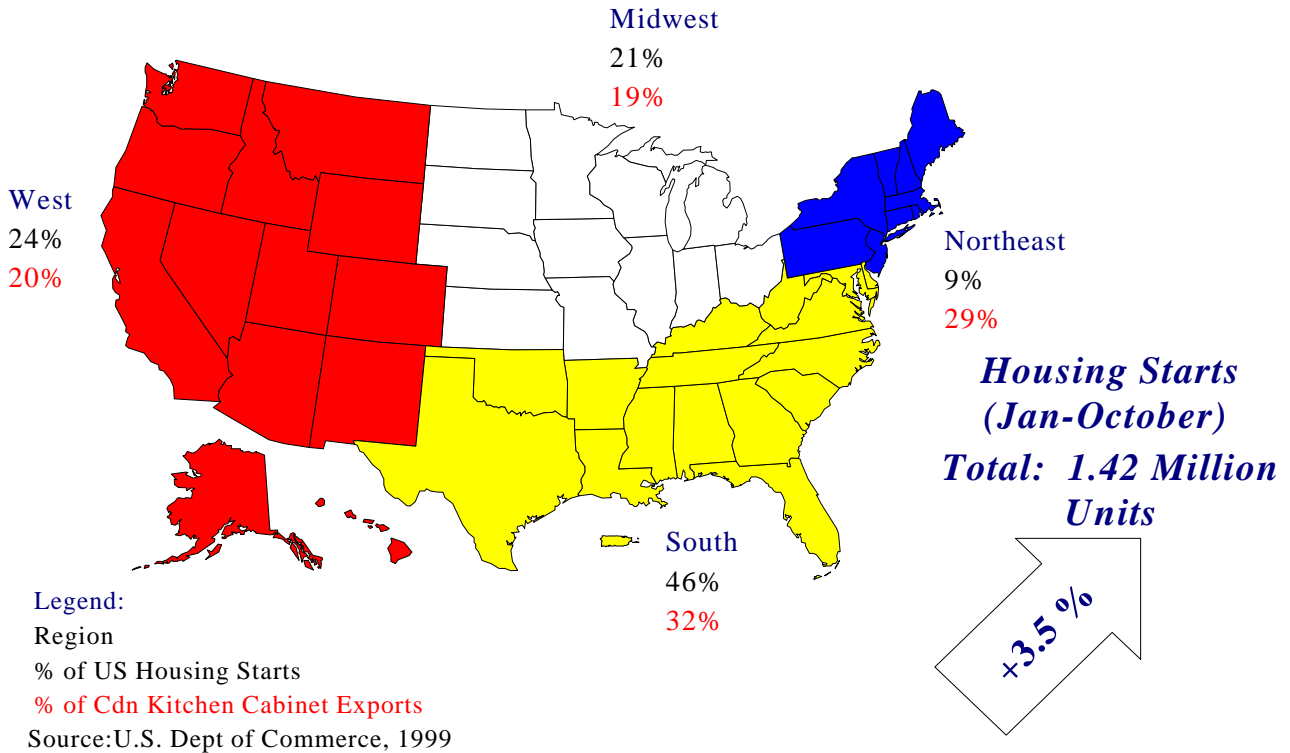 Midwest
21%
19%
West
24%
20%
Northeast
9%
29%
Housing Starts
(Jan-October)
Total: 1.42 Million
Units
South
46%
32%
+3.5 %
Legend:
Region
% of US Housing Starts
% of Cdn Kitchen Cabinet Exports
Source:U.S. Dept of Commerce, 1999